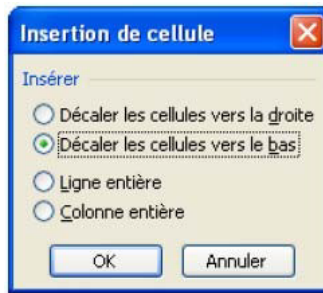 Insertion de cellule
Insérer
Décaler les cellules vers la droite
Décaler les cellules vers le bas
Ligne entière
Colonne entière
OK Annuler